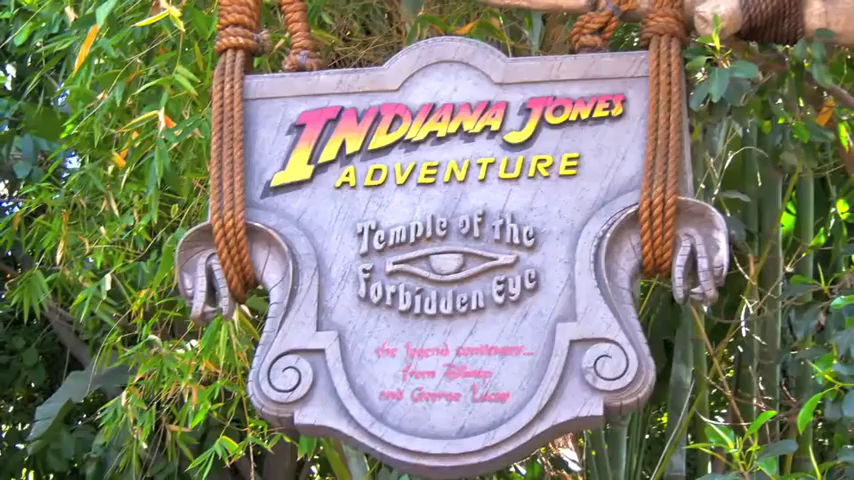 INDIANA JONES
ADVENTURE
Temple of the
Forbidden Eye
the legend continues...
from Disney
and George Lucas